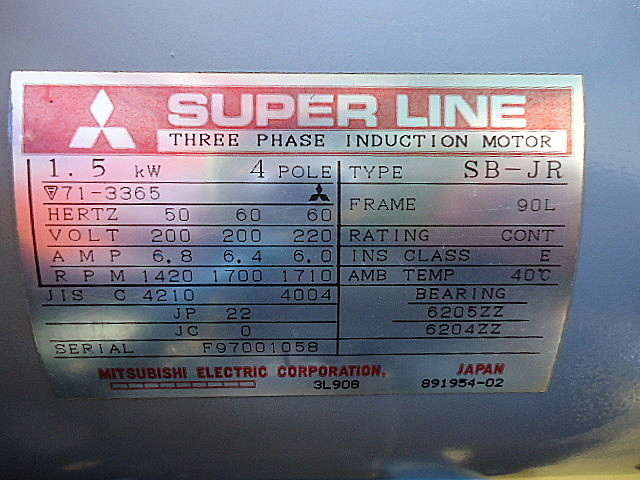 SUPER LINE
THREE PHASE INDUCTION MOTOR
1.5 kW 4 POLE TYPE SB-JR
71-3365
FRAME 90L
HERTZ 50 60 60
VOLT 200 200 220 RATING CONT
AMP 6.8 6.4 6.0 INS CLASS E
RPM 1420 1700 1710 AMB TEMP 40℃
JIS C 4210 4004 BEARING
JP 22 6205ZZ
JC 0 6204ZZ
SERIAL F97001058
MITSUBISHI ELECTRIC CORPORATION, JAPAN
3L908 891954-02